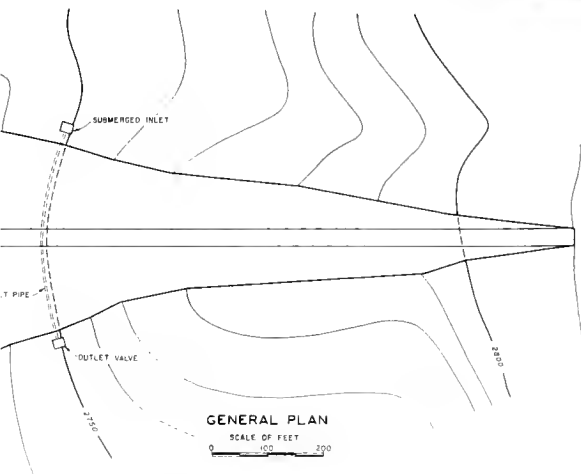 SUBMERGED INLET
T PIPE
OUTLET VALVE
2750
2800
GENERAL PLAN
SCALE OF FEET
0 100 200